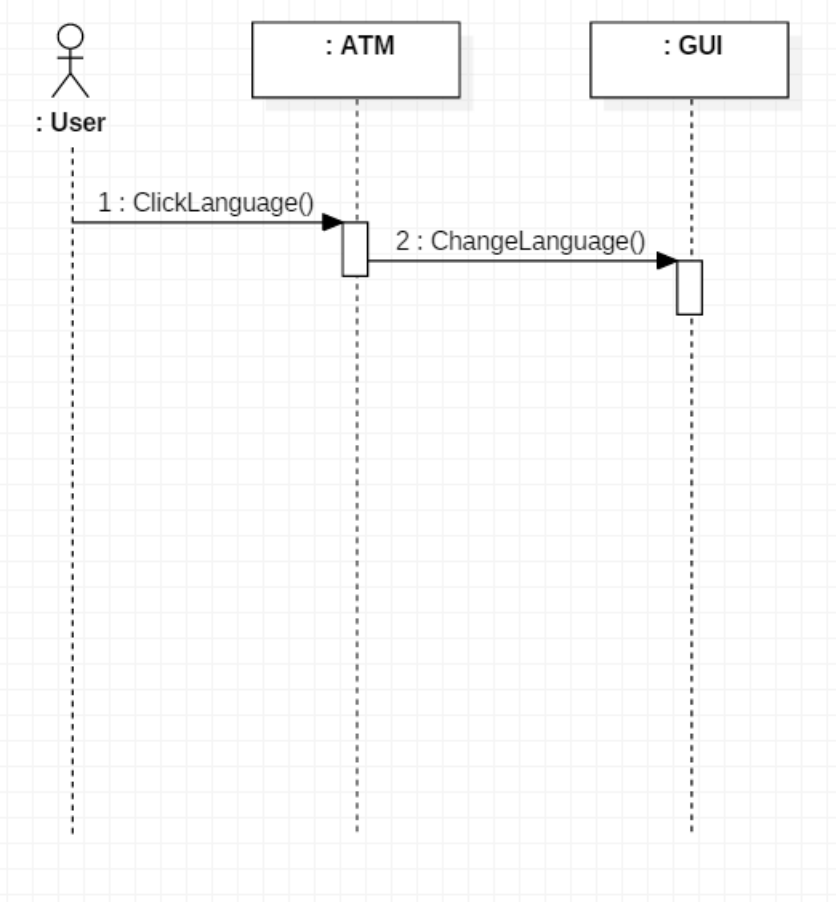 : ATM
: GUI
: User
1 : ClickLanguage()
2 : ChangeLanguage()